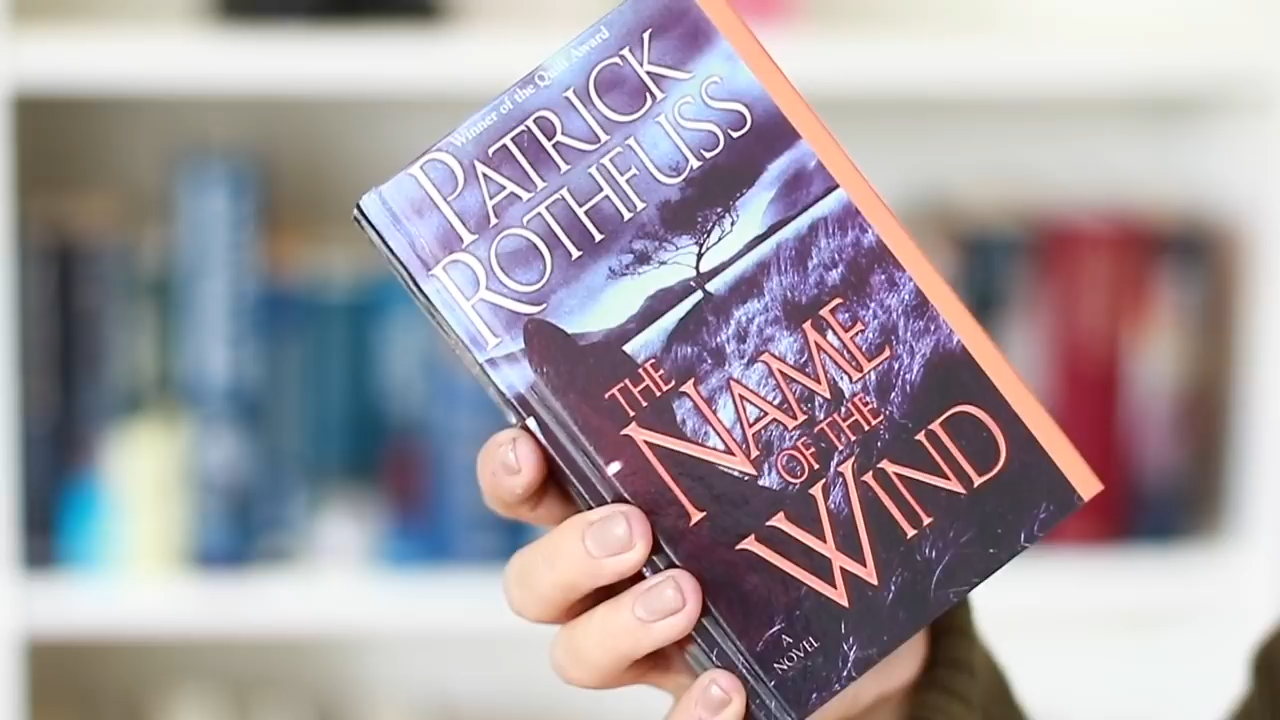 Winner of the Quill Award
PATRICK
ROTHFUSS
THE
NAME
OF THE
WIND
A
NOVEL